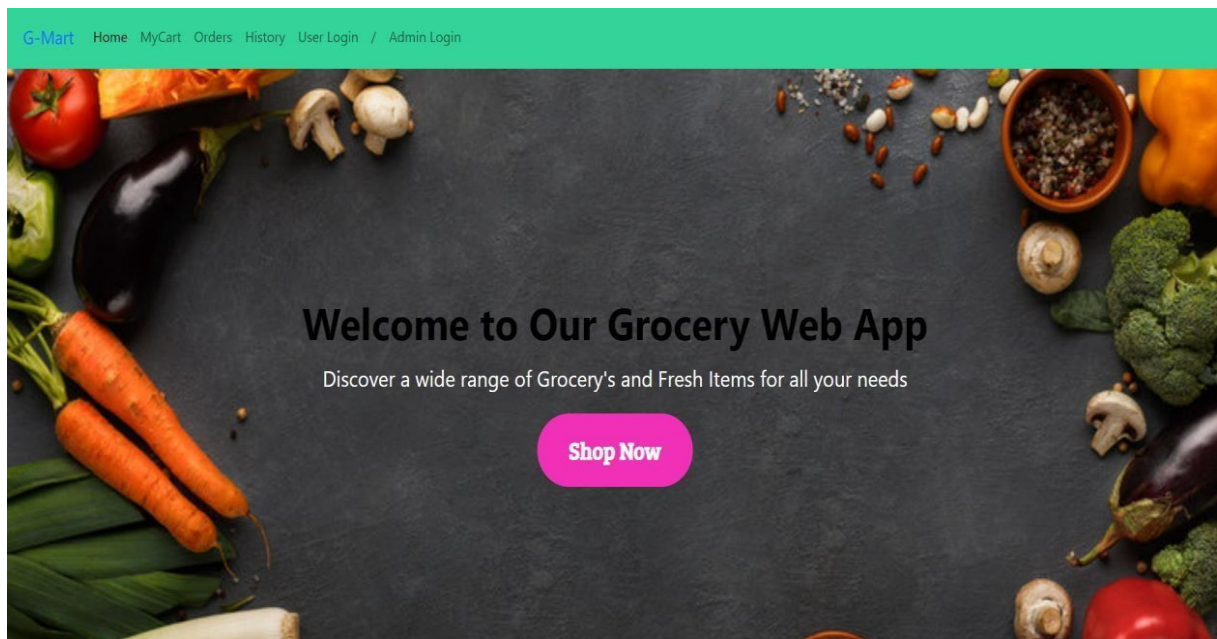 G-Mart Home MyCart Orders History User Login / Admin Login
Welcome to Our Grocery Web App
Discover a wide range of Grocery's and Fresh Items for all your needs
Shop Now